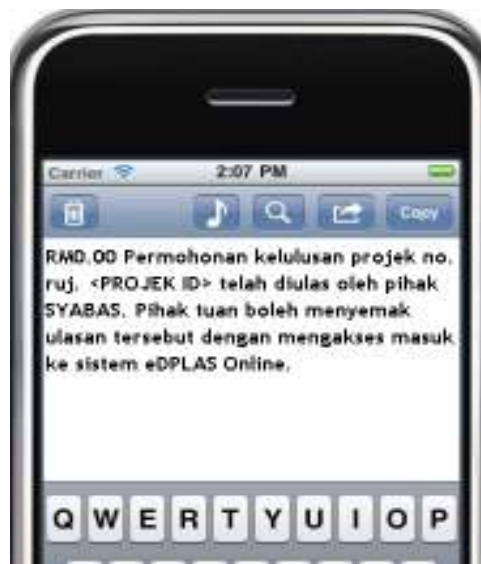 Carrier 2:07 PM
Copy
RM0.00 Permohonan kelulusan projek no.
ruj. <PROJEK ID> telah diulas oleh pihak
SYABAS. Pihak tuan boleh menyemak
ulasan tersebut dengan mengakses masuk
ke sistem eDPLAS Online.
Q W E R T Y U I O P